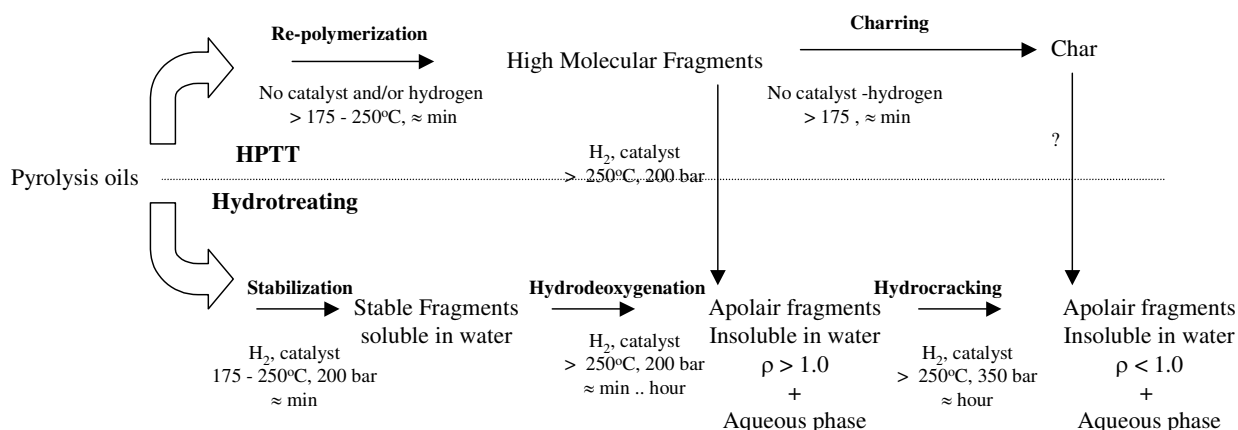 Re-polymerization
Charring
High Molecular Fragments
Char
No catalyst and/or hydrogen
> 175 - 250°C, ≈ min
No catalyst -hydrogen
> 175 , ≈ min
?
HPTT
H₂, catalyst
> 250°C, 200 bar
Pyrolysis oils
Hydrotreating
Stabilization
Stable Fragments
soluble in water
Hydrodeoxygenation
Apolair fragments
Insoluble in water
ρ > 1.0
+
Aqueous phase
Hydrocracking
Apolair fragments
Insoluble in water
ρ < 1.0
+
Aqueous phase
H₂, catalyst
175 - 250°C, 200 bar
≈ min
H₂, catalyst
> 250°C, 200 bar
≈ min .. hour
H₂, catalyst
> 250°C, 350 bar
≈ hour